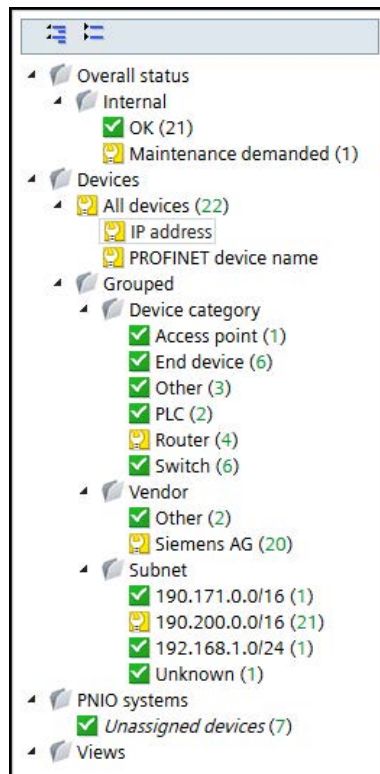 Overall status
Internal
OK (21)
Maintenance demanded (1)
Devices
All devices (22)
IP address
PROFINET device name
Grouped
Device category
Access point (1)
End device (6)
Other (3)
PLC (2)
Router (4)
Switch (6)
Vendor
Other (2)
Siemens AG (20)
Subnet
190.171.0.0/16 (1)
190.200.0.0/16 (21)
192.168.1.0/24 (1)
Unknown (1)
PNIO systems
Unassigned devices (7)
Views